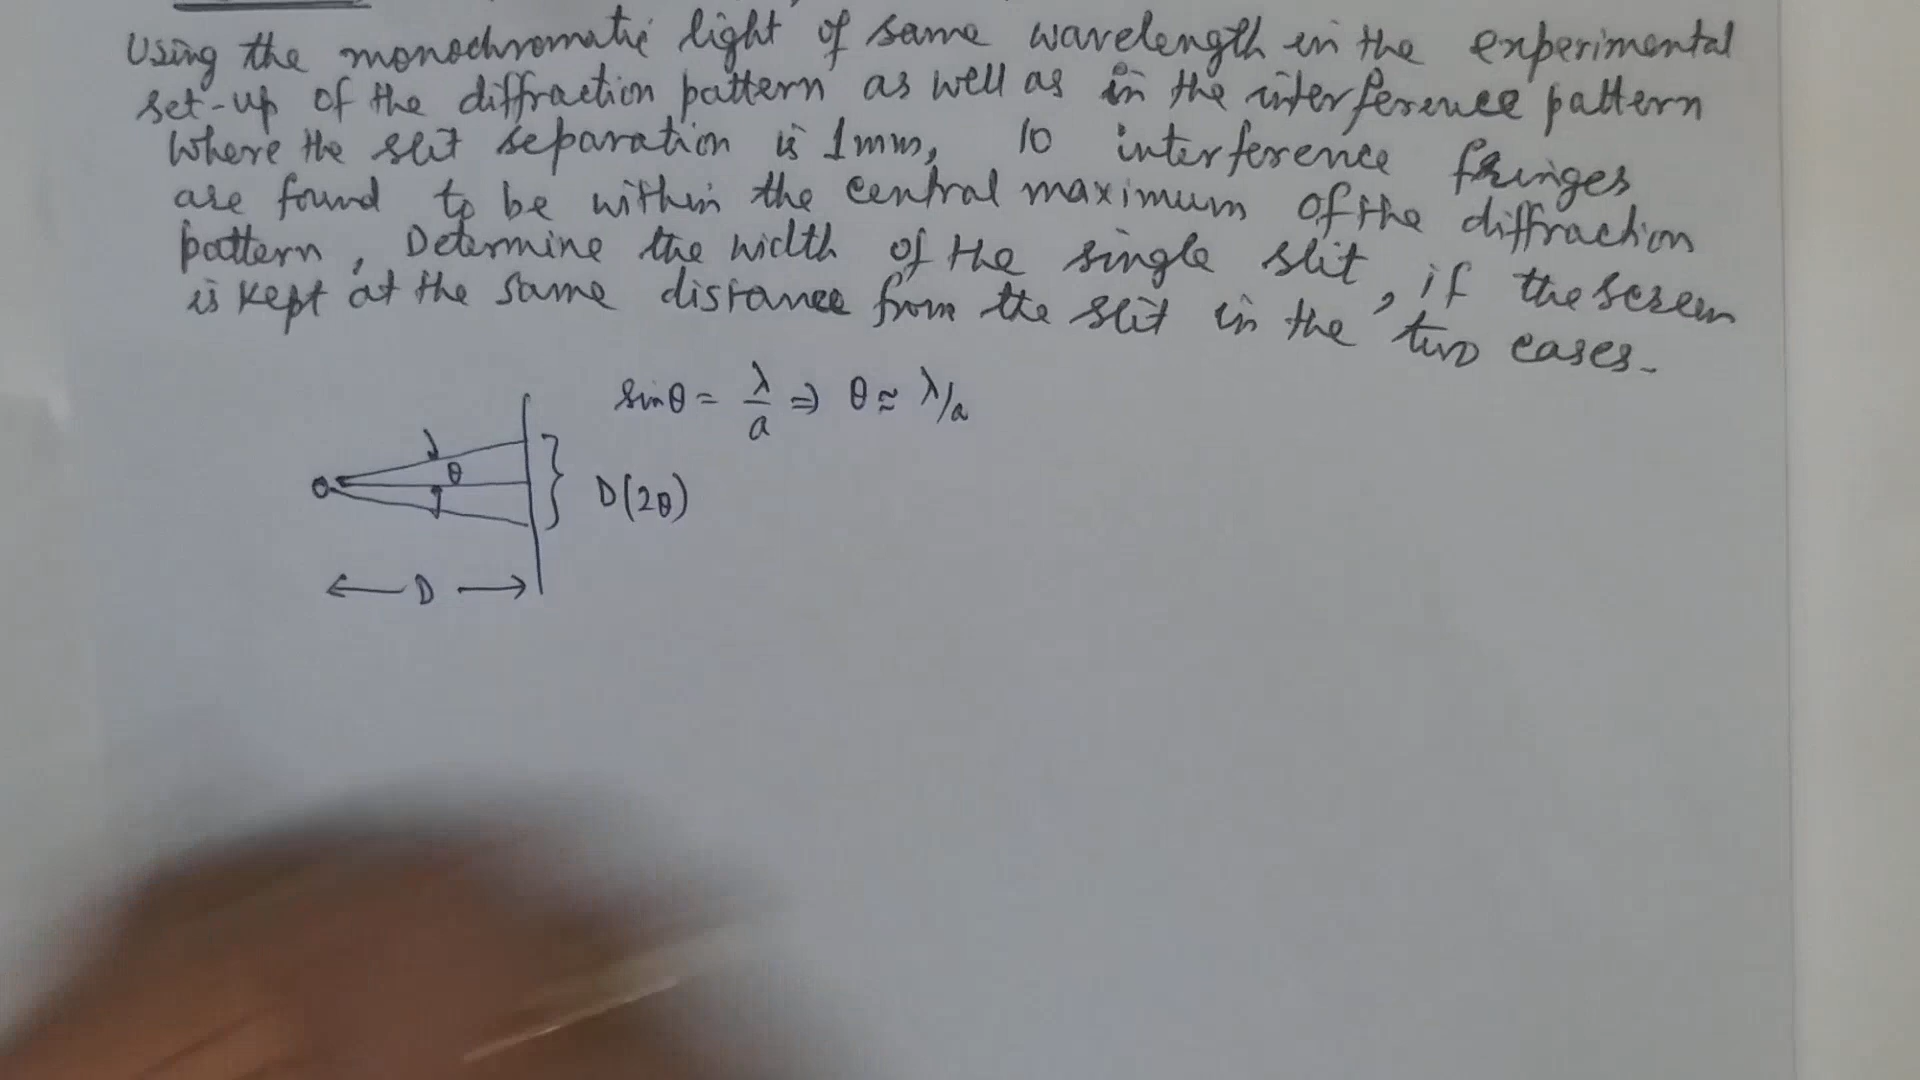 Using the monochromatic light of same wavelength in the experimental
set-up of the diffraction pattern as well as in the interference pattern
where the slit separation is 1mm, 10 interference fringes
are found to be within the central maximum of the diffraction
pattern, Determine the width of the single slit, if the screen
is kept at the same distance from the slit in the two cases.
sinθ = λ/a ⇒ θ ≈ λ/a
θ
D(2θ)
D